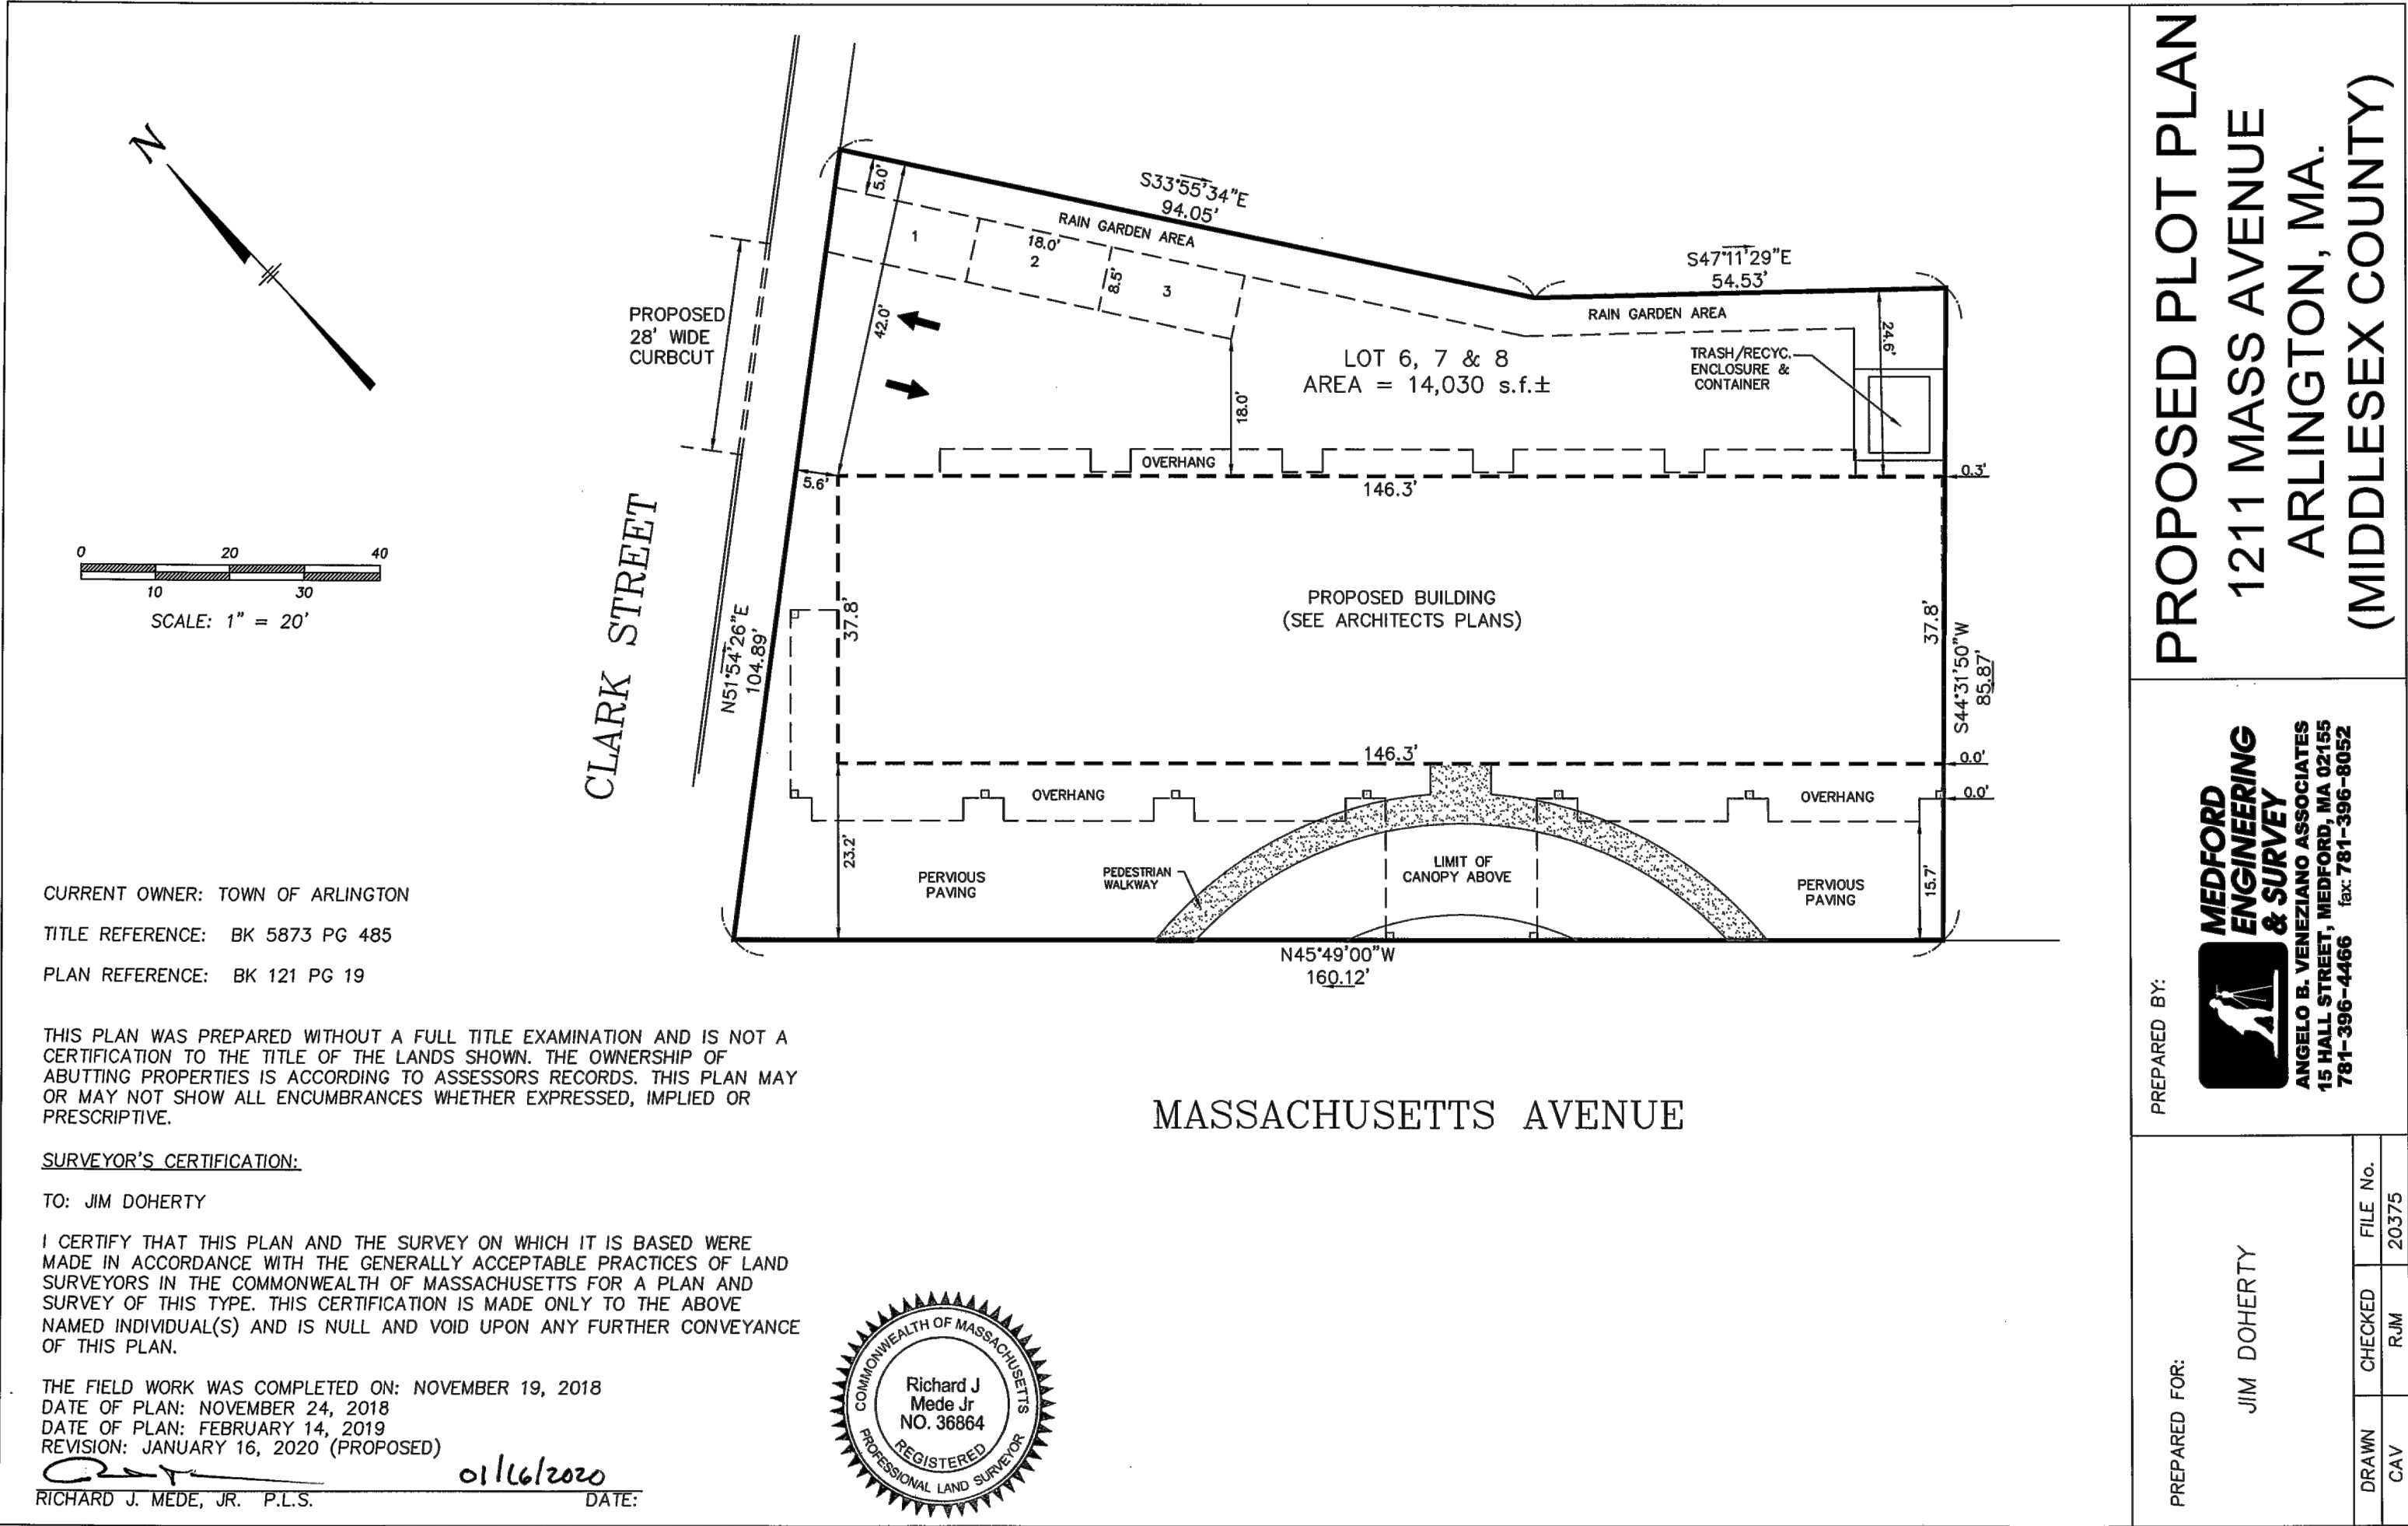 N
0 20 40
10 30
SCALE: 1" = 20'
PROPOSED
28' WIDE
CURBCUT
CLARK STREET
N51°54'26"E
104.89'
S33°55'34"E
94.05'
RAIN GARDEN AREA
5.0'
1
18.0'
2
8.5'
3
42.0'
S47°11'29"E
54.53'
RAIN GARDEN AREA
24.6'
LOT 6, 7 & 8
AREA = 14,030 s.f.±
TRASH/RECYC.
ENCLOSURE &
CONTAINER
18.0'
OVERHANG
5.6'
146.3'
0.3'
PROPOSED BUILDING
(SEE ARCHITECTS PLANS)
37.8'
37.8'
S44°31'50"W
85.87'
146.3'
0.0'
OVERHANG
OVERHANG
0.0'
23.2'
PERVIOUS
PAVING
PEDESTRIAN
WALKWAY
LIMIT OF
CANOPY ABOVE
PERVIOUS
PAVING
15.7'
N45°49'00"W
160.12'
MASSACHUSETTS AVENUE
CURRENT OWNER: TOWN OF ARLINGTON
TITLE REFERENCE: BK 5873 PG 485
PLAN REFERENCE: BK 121 PG 19
THIS PLAN WAS PREPARED WITHOUT A FULL TITLE EXAMINATION AND IS NOT A
CERTIFICATION TO THE TITLE OF THE LANDS SHOWN. THE OWNERSHIP OF
ABUTTING PROPERTIES IS ACCORDING TO ASSESSORS RECORDS. THIS PLAN MAY
OR MAY NOT SHOW ALL ENCUMBRANCES WHETHER EXPRESSED, IMPLIED OR
PRESCRIPTIVE.
SURVEYOR'S CERTIFICATION:
TO: JIM DOHERTY
I CERTIFY THAT THIS PLAN AND THE SURVEY ON WHICH IT IS BASED WERE
MADE IN ACCORDANCE WITH THE GENERALLY ACCEPTABLE PRACTICES OF LAND
SURVEYORS IN THE COMMONWEALTH OF MASSACHUSETTS FOR A PLAN AND
SURVEY OF THIS TYPE. THIS CERTIFICATION IS MADE ONLY TO THE ABOVE
NAMED INDIVIDUAL(S) AND IS NULL AND VOID UPON ANY FURTHER CONVEYANCE
OF THIS PLAN.
THE FIELD WORK WAS COMPLETED ON: NOVEMBER 19, 2018
DATE OF PLAN: NOVEMBER 24, 2018
DATE OF PLAN: FEBRUARY 14, 2019
REVISION: JANUARY 16, 2020 (PROPOSED)
01/16/2020
RICHARD J. MEDE, JR. P.L.S. DATE:
COMMONWEALTH OF MASSACHUSETTS
Richard J
Mede Jr
NO. 36864
REGISTERED
PROFESSIONAL LAND SURVEYOR
PROPOSED PLOT PLAN
1211 MASS AVENUE
ARLINGTON, MA.
(MIDDLESEX COUNTY)
PREPARED BY:
MEDFORD
ENGINEERING
& SURVEY
ANGELO B. VENEZIANO ASSOCIATES
15 HALL STREET, MEDFORD, MA 02155
781-396-4466 fax: 781-396-8052
PREPARED FOR:
JIM DOHERTY
DRAWN CHECKED FILE No.
CAV RJM 20375